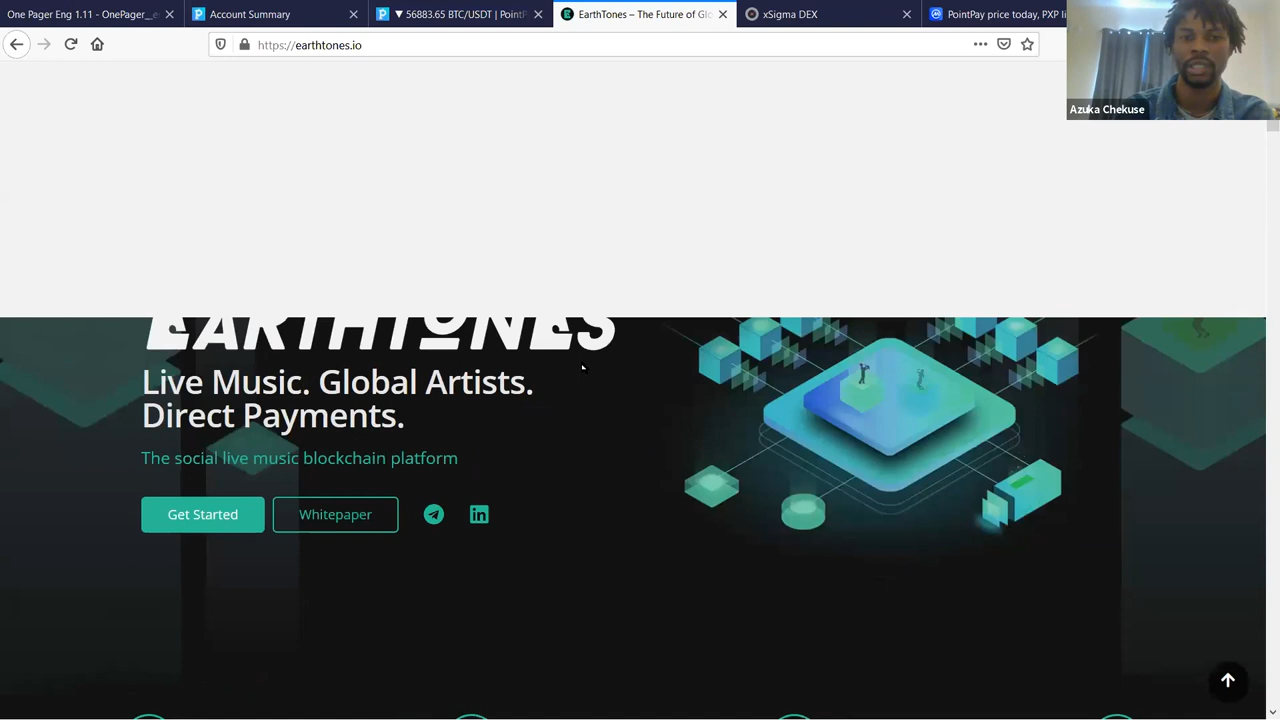 One Pager Eng 1.11 - OnePager_e
Account Summary
▼ 56883.65 BTC/USDT | PointP
EarthTones – The Future of Glo
xSigma DEX
PointPay price today, PXP li
https://earthtones.io
Azuka Chekuse
EARTHTONES
Live Music. Global Artists.
Direct Payments.
The social live music blockchain platform
Get Started
Whitepaper